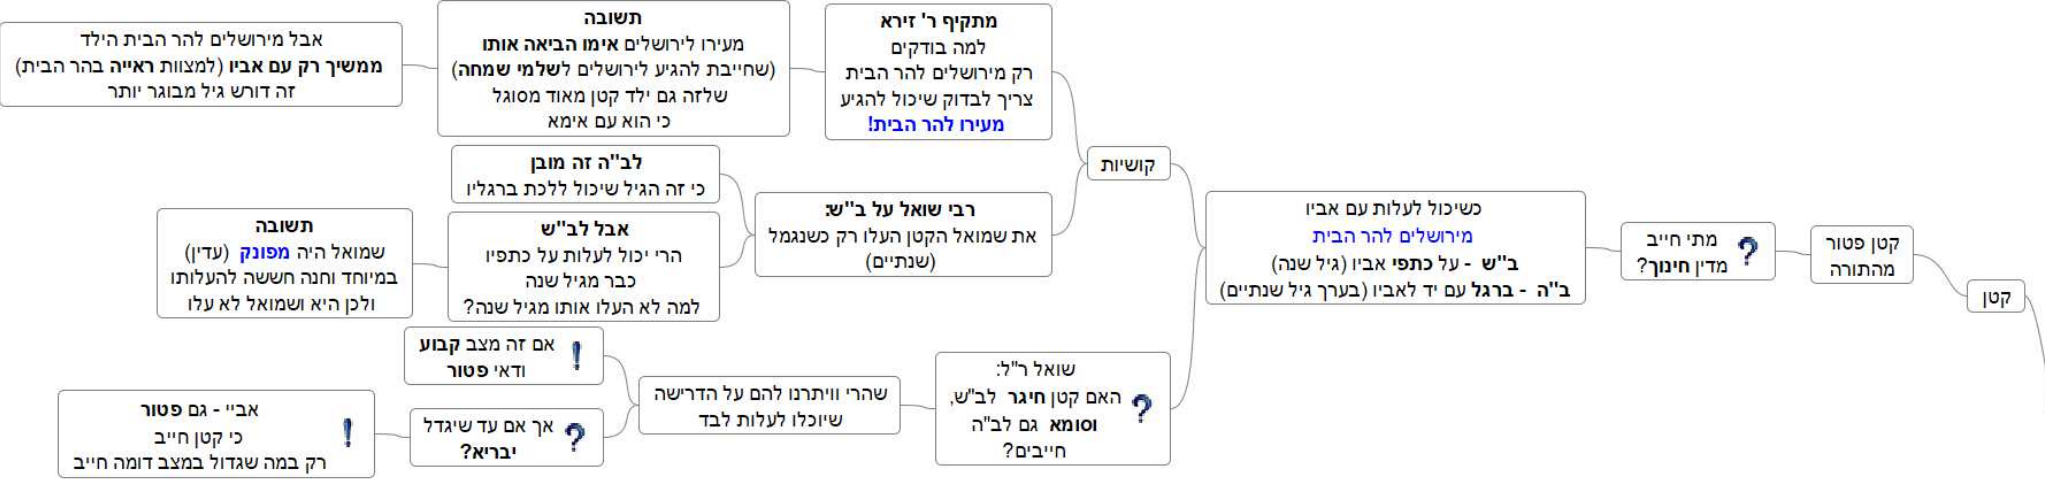 קטן
קטן פטור
מהתורה
מתי חייב
מדין חינוך?
כשיכול לעלות עם אביו
מירושלים להר הבית
ב"ש - על כתפי אביו (גיל שנה)
ב"ה - ברגל עם יד לאביו (בערך גיל שנתיים)
קושיות
מתקיף ר' זירא
למה בודקים
רק מירושלים להר הבית
צריך לבדוק שיכול להגיע
מעירו להר הבית!
תשובה
מעירו לירושלים אימו הביאה אותו
(שחייבת להגיע לירושלים לשלמי שמחה)
שלזה גם ילד קטן מאוד מסוגל
כי הוא עם אימא
אבל מירושלים להר הבית הילד
ממשיך רק עם אביו (למצוות ראייה בהר הבית)
זה דורש גיל מבוגר יותר
רבי שואל על ב"ש:
את שמואל הקטן העלו רק כשנגמל
(שנתיים)
לב"ה זה מובן
כי זה הגיל שיכול ללכת ברגליו
אבל לב"ש
הרי יכול לעלות על כתפיו
כבר מגיל שנה
למה לא העלו אותו מגיל שנה?
תשובה
שמואל היה מפונק (עדין)
במיוחד וחנה חששה להעלותו
ולכן היא ושמואל לא עלו
שואל ר"ל:
האם קטן חיגר לב"ש,
וסומא גם לב"ה
חייבים?
שהרי וויתרנו להם על הדרישה
שיוכלו לעלות לבד
אם זה מצב קבוע
ודאי פטור
אך אם עד שיגדל
יבריא?
אביי - גם פטור
כי קטן חייב
רק במה שגדול במצב דומה חייב